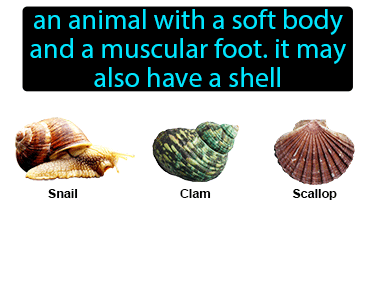 an animal with a soft body
and a muscular foot. it may
also have a shell
Snail
Clam
Scallop